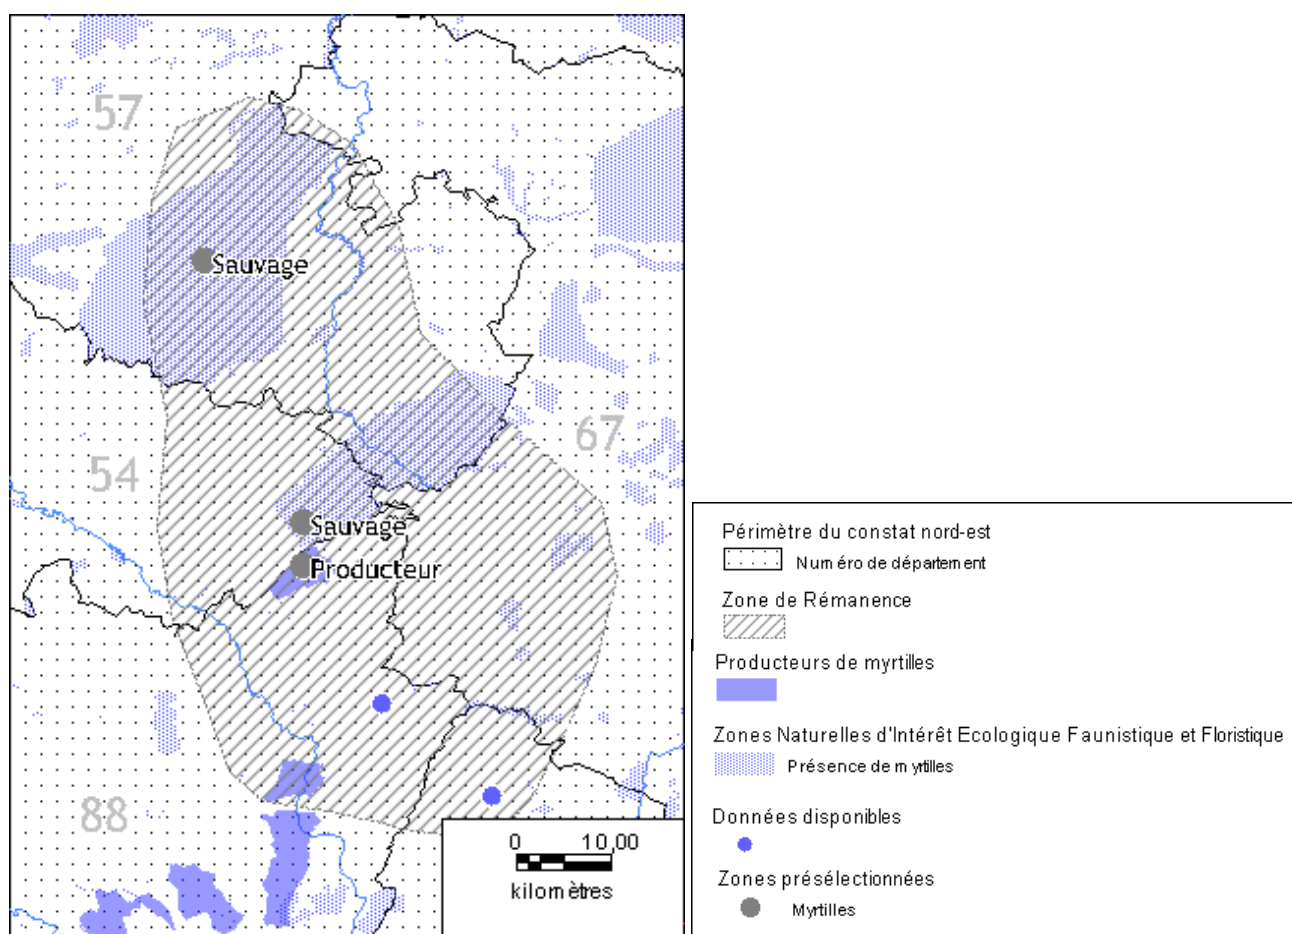 57
Sauvage
67
54
Sauvage
Producteur
88
0 10,00
kilomètres
Périmètre du constat nord-est
Numéro de département
Zone de Rémanence
Producteurs de myrtilles
Zones Naturelles d'Intérêt Ecologique Faunistique et Floristique
Présence de myrtilles
Données disponibles
Zones présélectionnées
Myrtilles